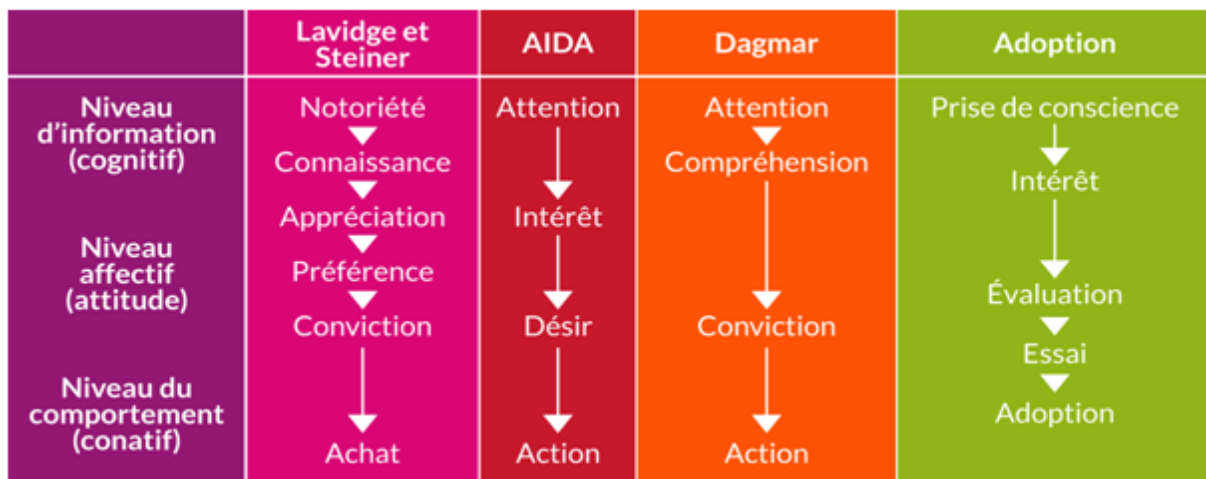 Lavidge et
Steiner
AIDA
Dagmar
Adoption
Niveau
d'information
(cognitif)
Niveau
affectif
(attitude)
Niveau du
comportement
(conatif)
Notoriété
Connaissance
Appréciation
Préférence
Conviction
Achat
Attention
Intérêt
Désir
Action
Attention
Compréhension
Conviction
Action
Prise de conscience
Intérêt
Évaluation
Essai
Adoption